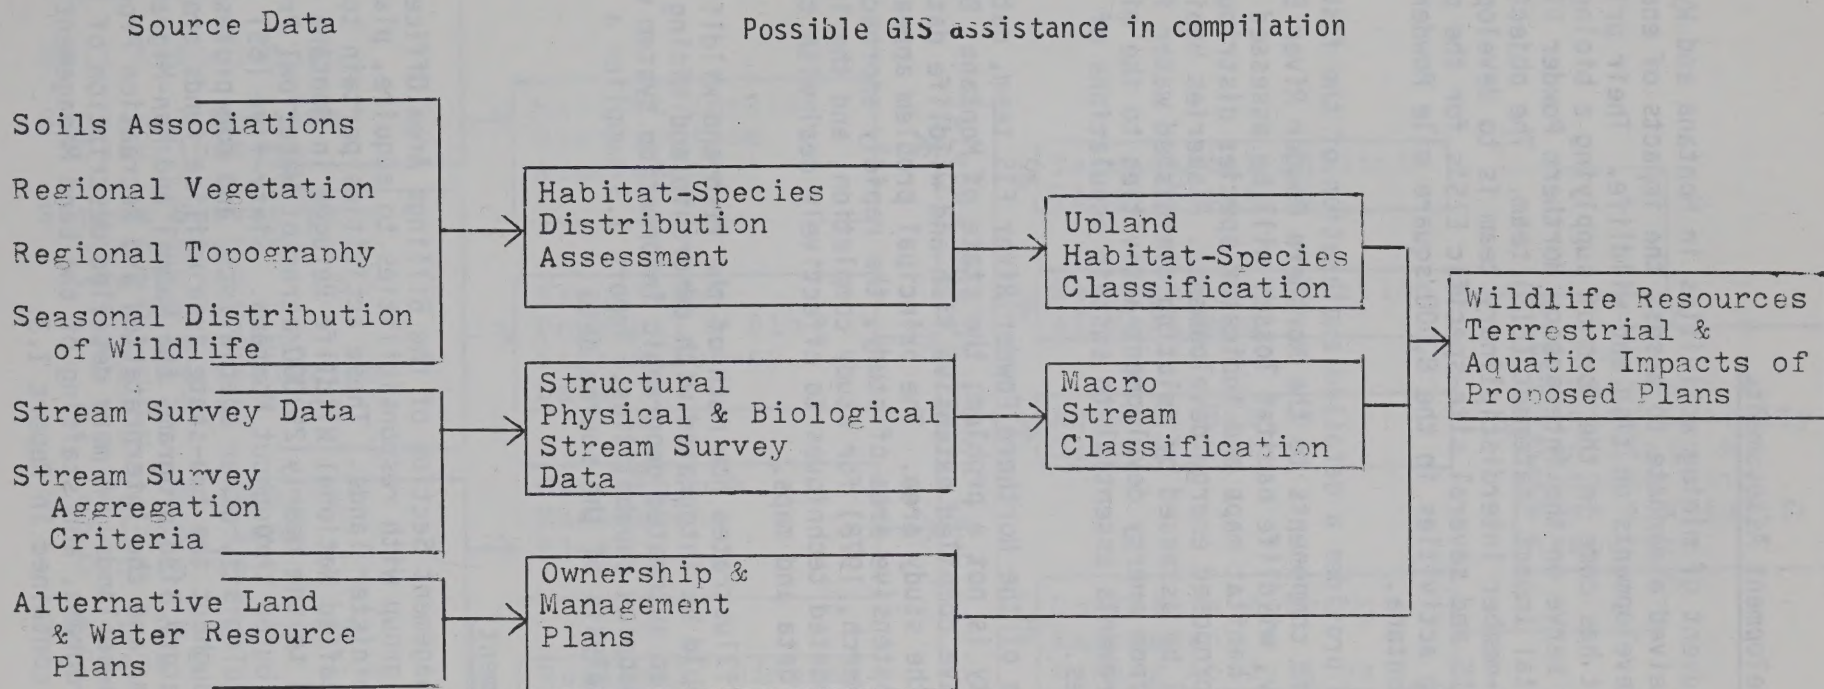 Source Data
Possible GIS assistance in compilation
Soils Associations
Regional Vegetation
Regional Topography
Seasonal Distribution
of Wildlife
Stream Survey Data
Stream Survey
Aggregation
Criteria
Alternative Land
& Water Resource
Plans
Habitat-Species
Distribution
Assessment
Structural
Physical & Biological
Stream Survey
Data
Ownership &
Management
Plans
Upland
Habitat-Species
Classification
Macro
Stream
Classification
Wildlife Resources
Terrestrial &
Aquatic Impacts of
Proposed Plans